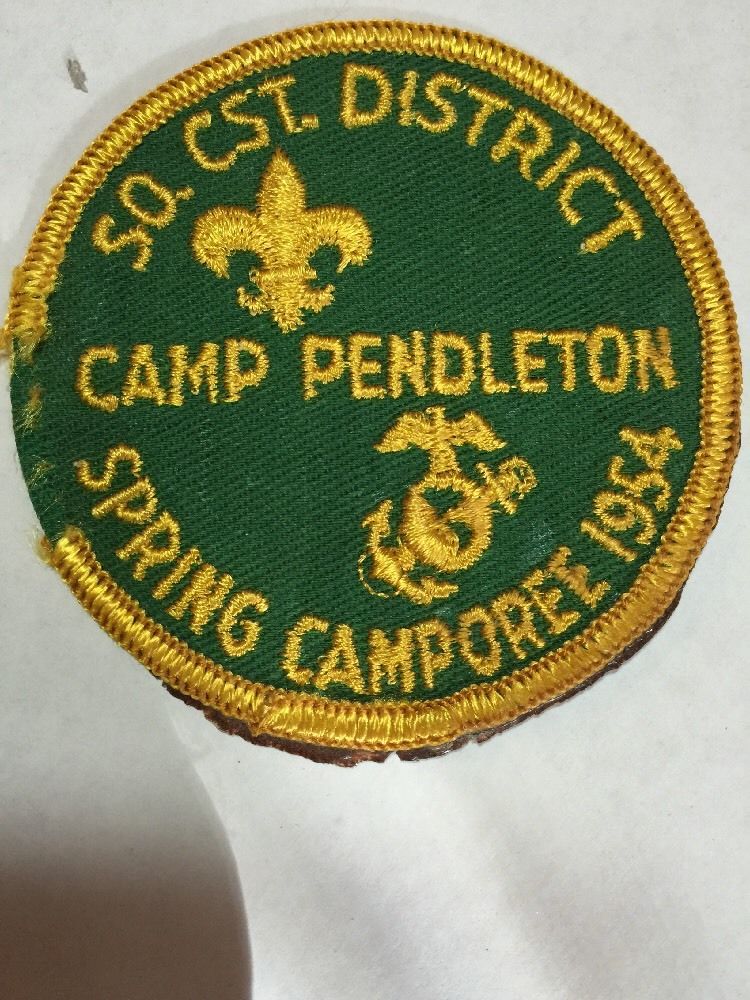 SO. CST. DISTRICT
CAMP PENDLETON
SPRING CAMPOREE 1954